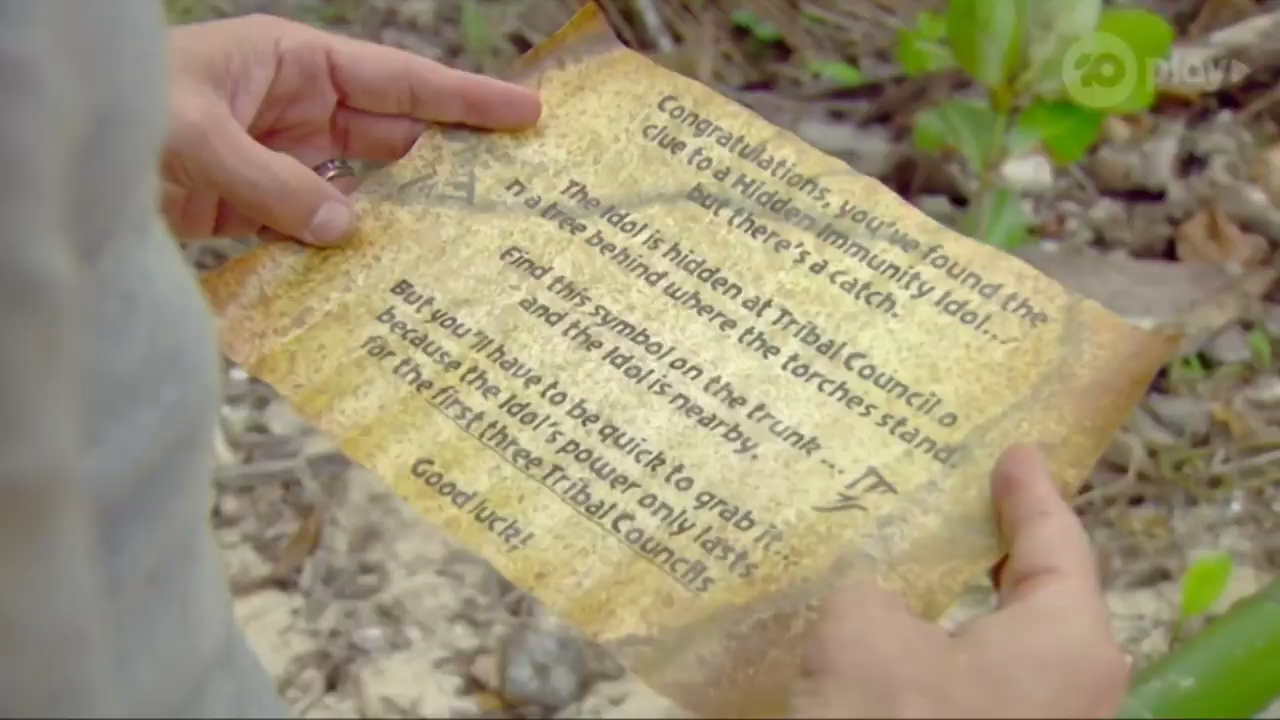 10 play
Congratulations, you've found the
clue to a Hidden Immunity Idol...
but there's a catch.
The Idol is hidden at Tribal Council o
n a tree behind where the torches stand.
Find this symbol on the trunk ...
and the Idol is nearby.
But you'll have to be quick to grab it...
because the Idol's power only lasts
for the first three Tribal Councils
Good luck!